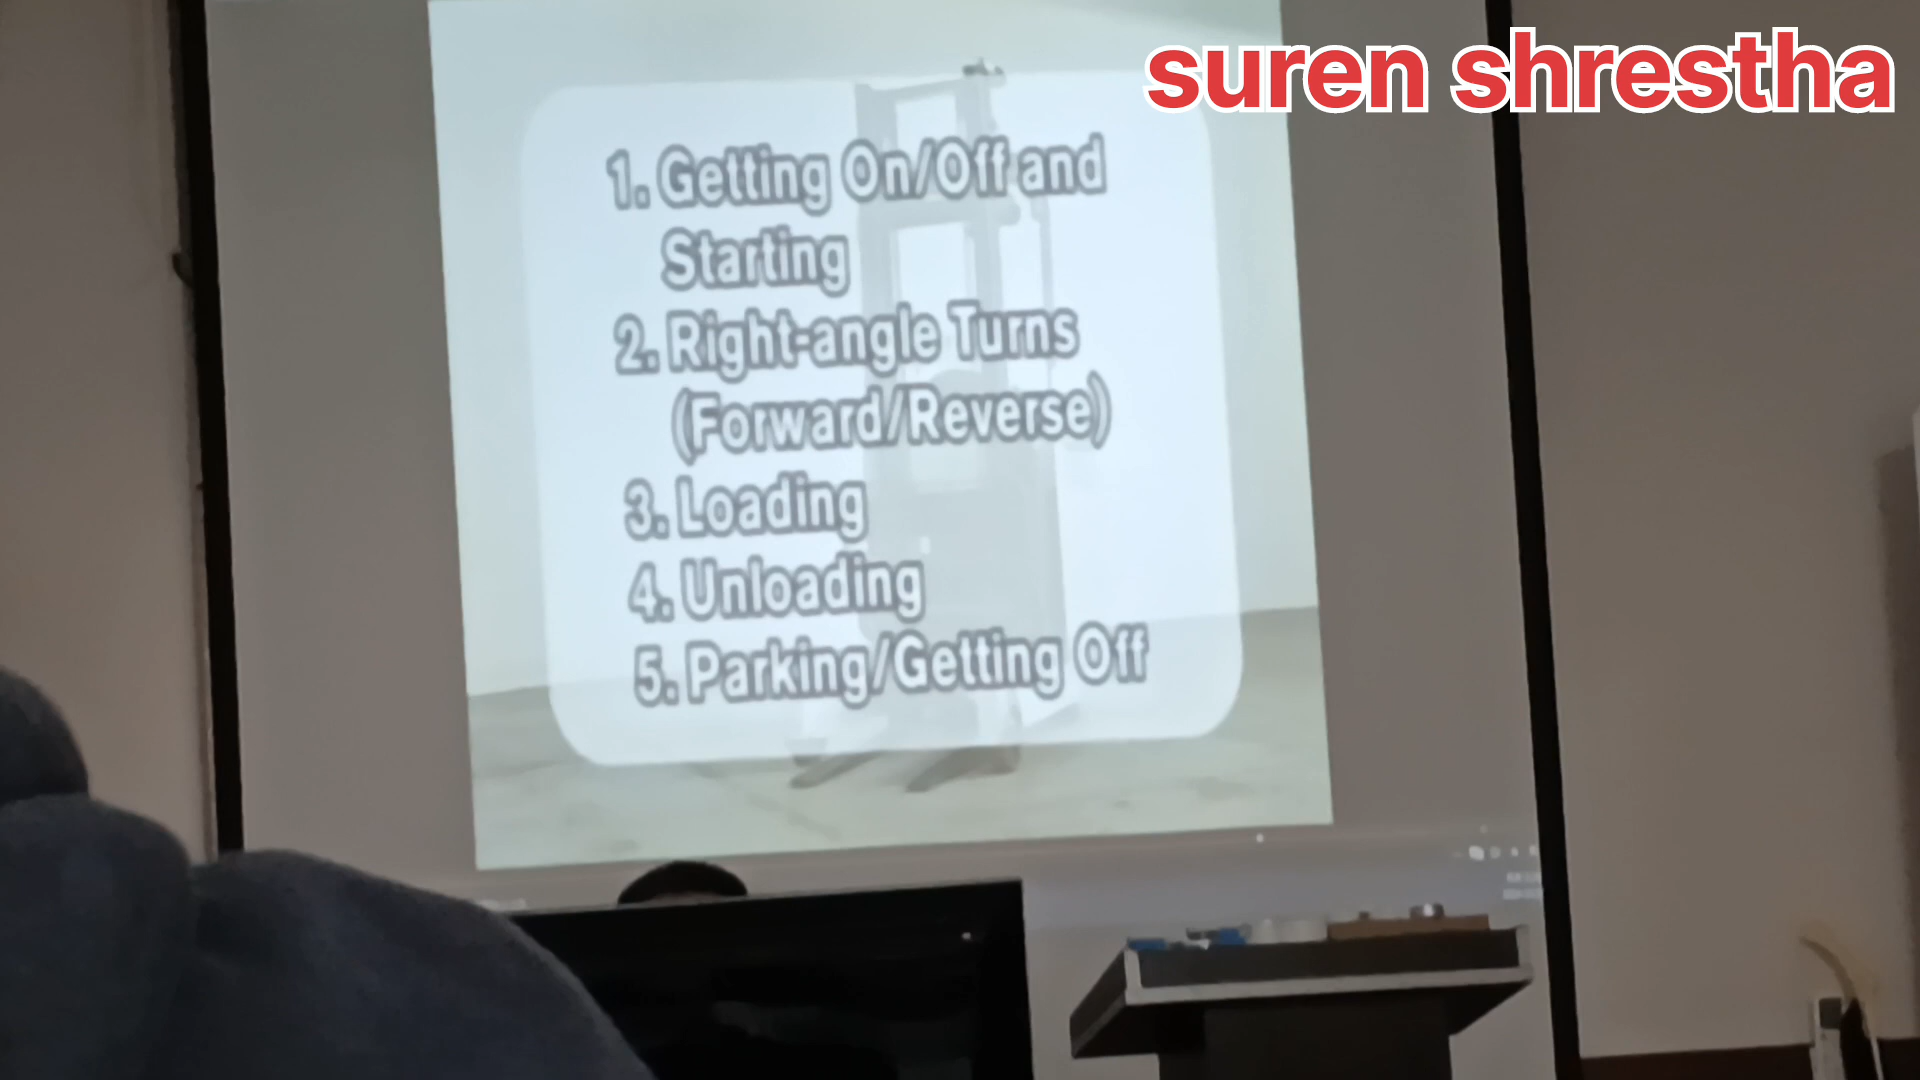 suren shrestha
1. Getting On/Off and
Starting
2. Right-angle Turns
(Forward/Reverse)
3. Loading
4. Unloading
5. Parking/Getting Off